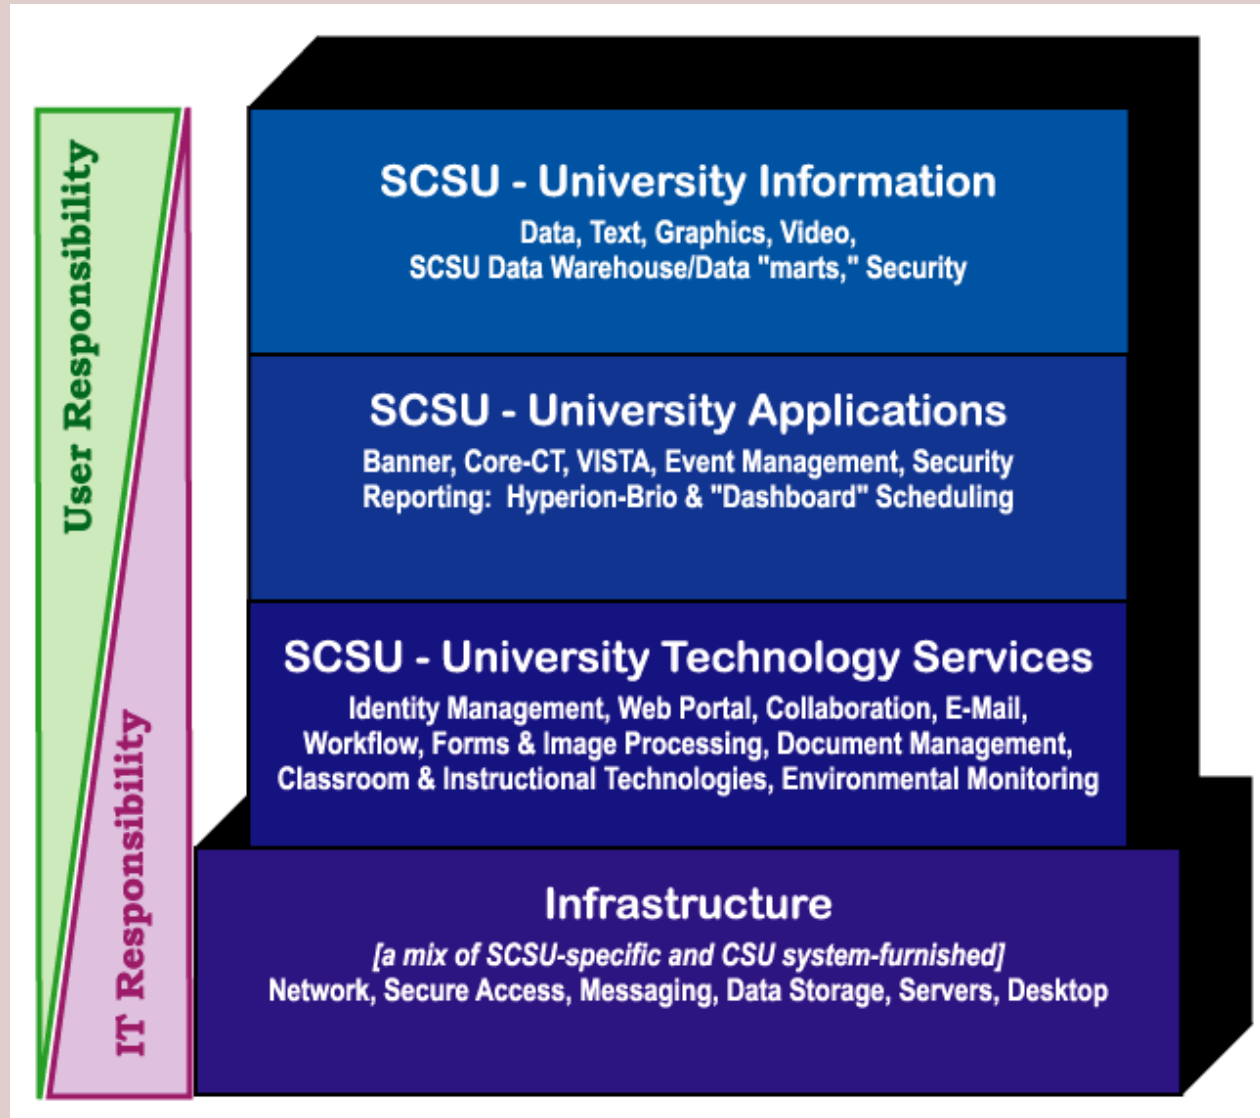 User Responsibility
IT Responsibility
SCSU - University Information
Data, Text, Graphics, Video,
SCSU Data Warehouse/Data "marts," Security
SCSU - University Applications
Banner, Core-CT, VISTA, Event Management, Security
Reporting:  Hyperion-Brio & "Dashboard" Scheduling
SCSU - University Technology Services
Identity Management, Web Portal, Collaboration, E-Mail,
Workflow, Forms & Image Processing, Document Management,
Classroom & Instructional Technologies, Environmental Monitoring
Infrastructure
[a mix of SCSU-specific and CSU system-furnished]
Network, Secure Access, Messaging, Data Storage, Servers, Desktop